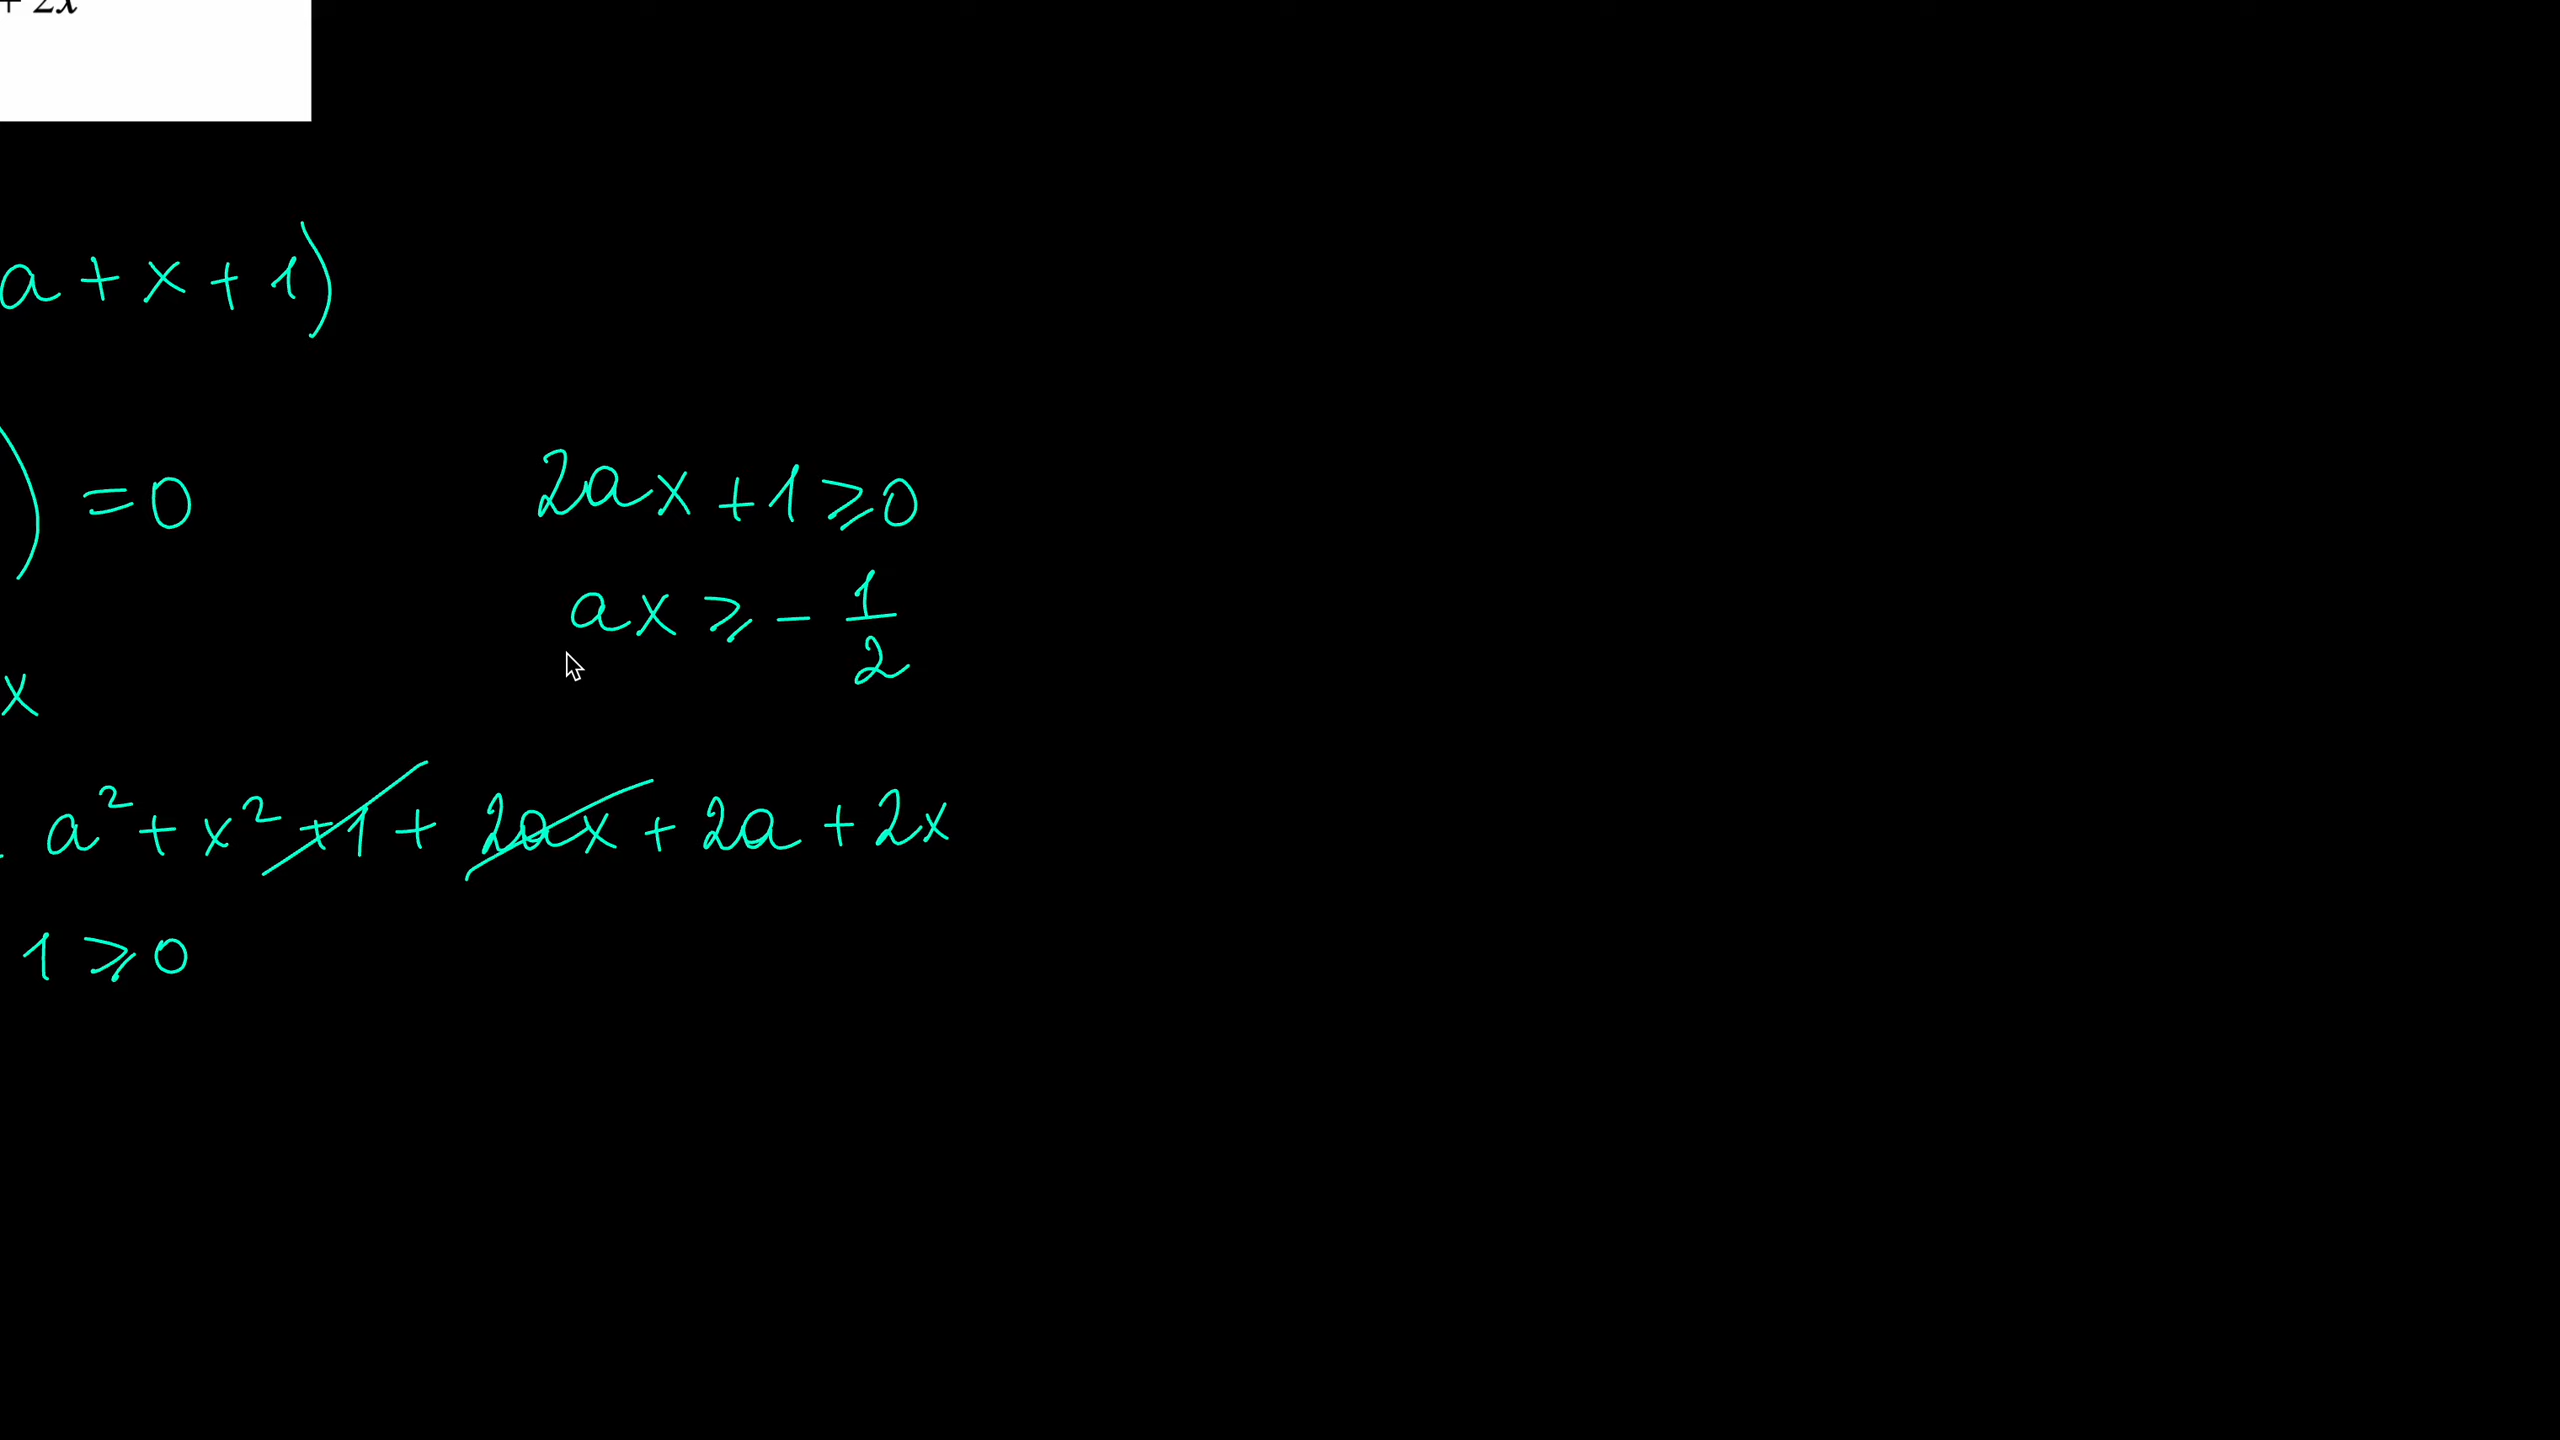 + 2x
a + x + 1)
) = 0
2ax + 1 ⩾ 0
ax ⩾ - 1/2
x
a² + x² + 1 + 2ax + 2a + 2x
1 ⩾ 0